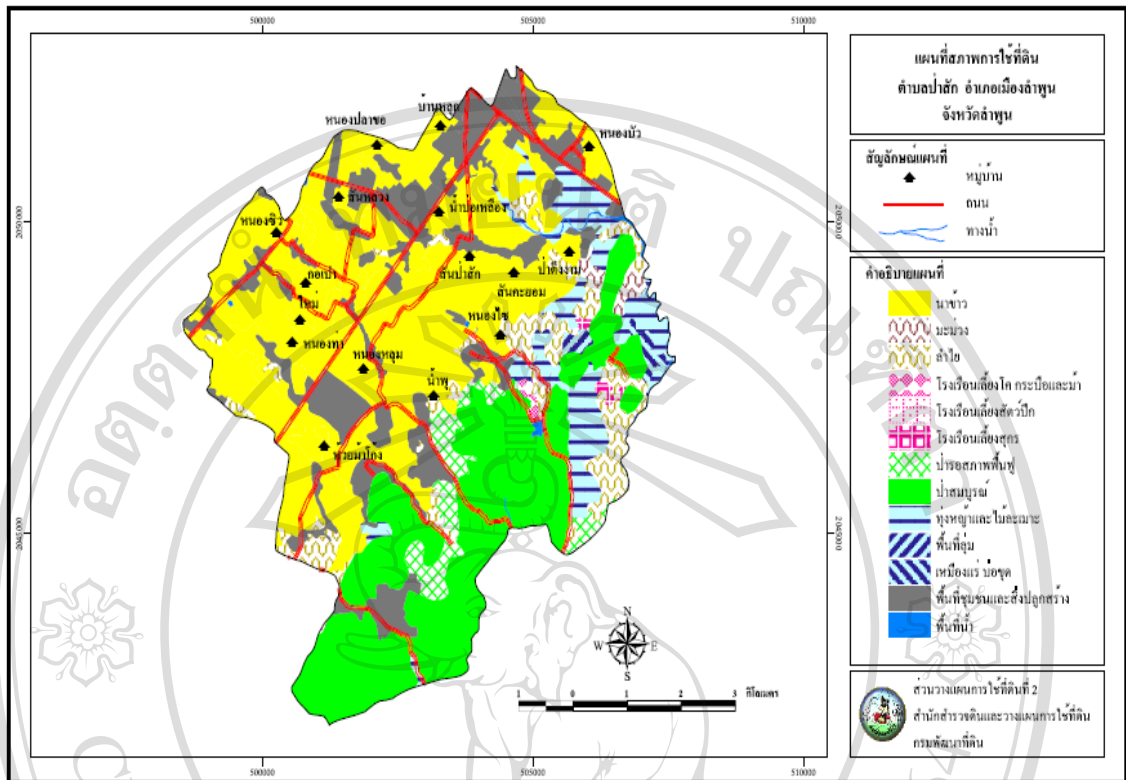 500000 505000 510000
แผนที่สภาพการใช้ที่ดิน
ตำบลป่าสัก อำเภอเมืองลำพูน
จังหวัดลำพูน
สัญลักษณ์แผนที่
หมู่บ้าน
ถนน
ทางน้ำ
คำอธิบายแผนที่
นาข้าว
มะม่วง
ลำไย
โรงเรือนเลี้ยงโค กระบือและม้า
โรงเรือนเลี้ยงสัตว์ปีก
โรงเรือนเลี้ยงสุกร
ป่ารอสภาพฟื้นฟู
ป่าสมบูรณ์
ทุ่งหญ้าและไม้ละเมาะ
พื้นที่ลุ่ม
เหมืองแร่ บ่อขุด
พื้นที่ชุมชนและสิ่งปลูกสร้าง
พื้นที่น้ำ
ส่วนวางแผนการใช้ที่ดินที่ 2
สำนักสำรวจดินและวางแผนการใช้ที่ดิน
กรมพัฒนาที่ดิน
บ้านหลุก
หนองปลาขอ
หนองบัว
สันหลวง
น้ำบ่อเหลือง
หนองซิว
สันป่าสัก
ป่าตึงงาม
กอเปา
สันคะยอม
ใหม่
หนองไซ
หนองท่า
หนองหลุม
น้ำพุ
ห้วยม้าโก้ง
2050000 2050000
2045000 2045000
N
W E
S
1 0 1 2 3 กิโลเมตร
500000 505000 510000